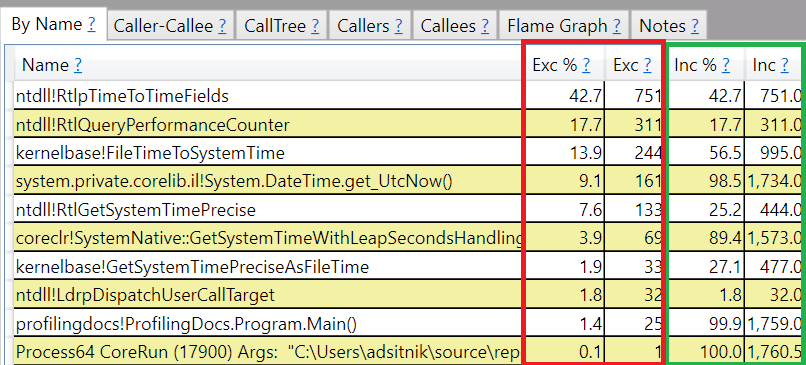 By Name ? Caller-Callee ? CallTree ? Callers ? Callees ? Flame Graph ? Notes ?
Name ? Exc % ? Exc ? Inc % ? Inc ?
ntdll!RtlpTimeToTimeFields 42.7 751 42.7 751.0
ntdll!RtlQueryPerformanceCounter 17.7 311 17.7 311.0
kernelbase!FileTimeToSystemTime 13.9 244 56.5 995.0
system.private.corelib.il!System.DateTime.get_UtcNow() 9.1 161 98.5 1,734.0
ntdll!RtlGetSystemTimePrecise 7.6 133 25.2 444.0
coreclr!SystemNative::GetSystemTimeWithLeapSecondsHandling 3.9 69 89.4 1,573.0
kernelbase!GetSystemTimePreciseAsFileTime 1.9 33 27.1 477.0
ntdll!LdrpDispatchUserCallTarget 1.8 32 1.8 32.0
profilingdocs!ProfilingDocs.Program.Main() 1.4 25 99.9 1,759.0
Process64 CoreRun (17900) Args: "C:\Users\adsitnik\source\rep 0.1 1 100.0 1,760.5